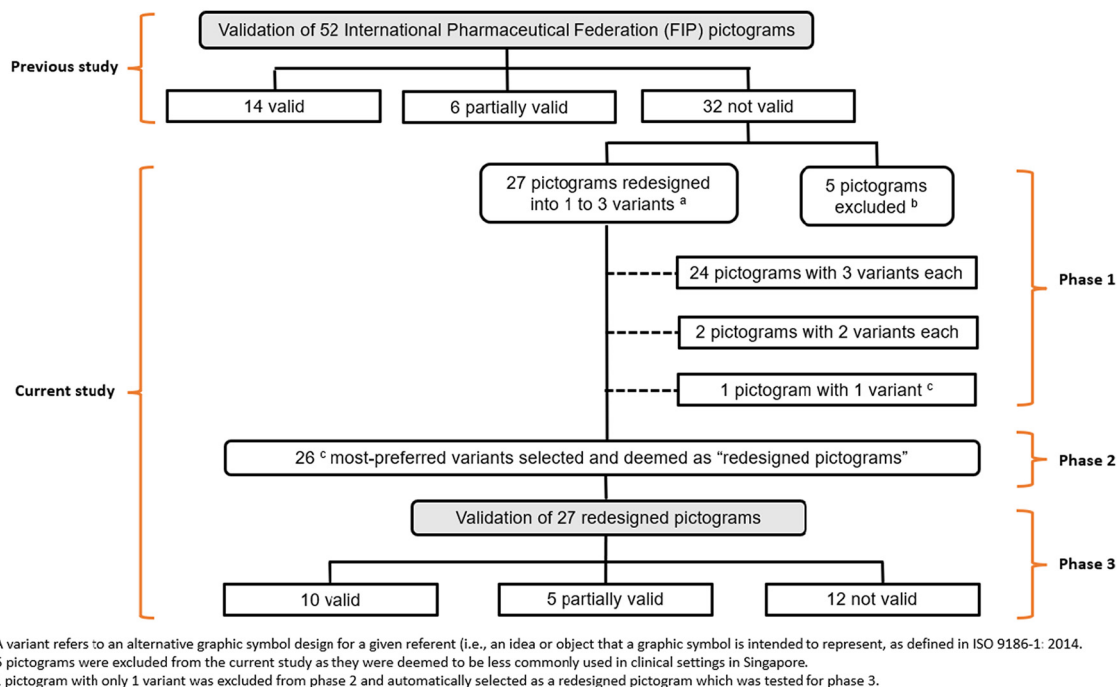 Validation of 52 International Pharmaceutical Federation (FIP) pictograms
Previous study
14 valid
6 partially valid
32 not valid
27 pictograms redesigned
into 1 to 3 variants a
5 pictograms
excluded b
24 pictograms with 3 variants each
Phase 1
2 pictograms with 2 variants each
Current study
1 pictogram with 1 variant c
26 c most-preferred variants selected and deemed as “redesigned pictograms”
Phase 2
Validation of 27 redesigned pictograms
Phase 3
10 valid
5 partially valid
12 not valid
A variant refers to an alternative graphic symbol design for a given referent (i.e., an idea or object that a graphic symbol is intended to represent, as defined in ISO 9186-1: 2014.
5 pictograms were excluded from the current study as they were deemed to be less commonly used in clinical settings in Singapore.
pictogram with only 1 variant was excluded from phase 2 and automatically selected as a redesigned pictogram which was tested for phase 3.